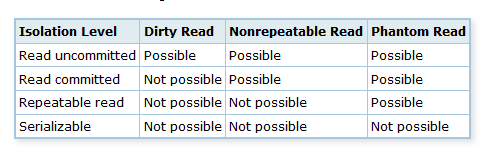 Isolation Level Dirty Read Nonrepeatable Read Phantom Read
Read uncommitted Possible Possible Possible
Read committed Not possible Possible Possible
Repeatable read Not possible Not possible Possible
Serializable Not possible Not possible Not possible